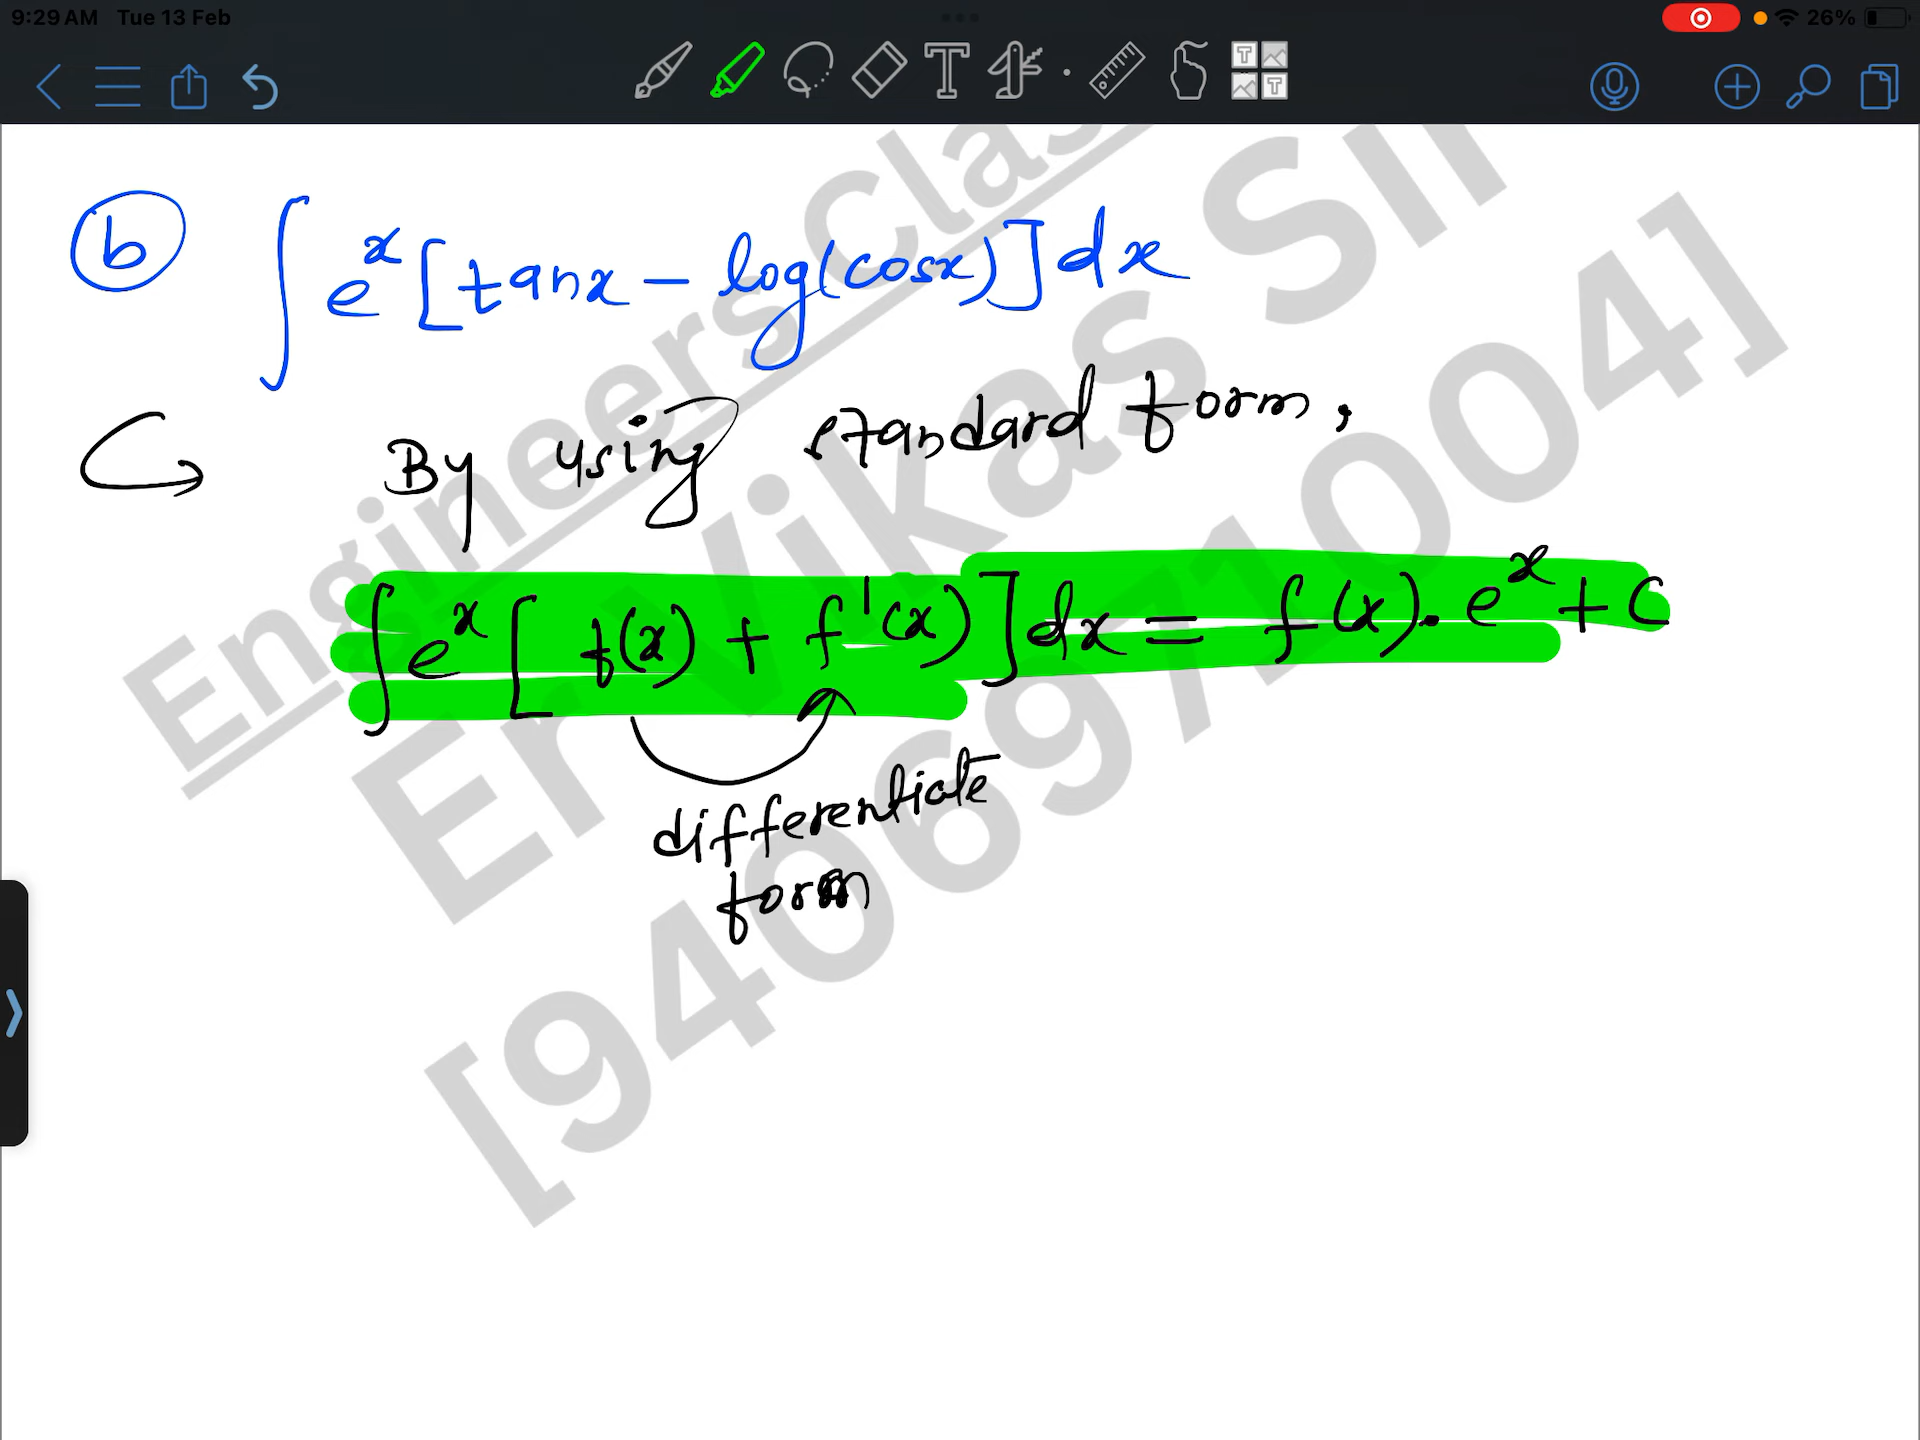 9:29 AM Tue 13 Feb
26%
Engineers Clas
Er Vikas Sir
[9406971004]
b ∫ e^x [tanx - log(cosx)] dx
↪ By using standard form,
∫ e^x [ f(x) + f'(x) ] dx = f(x). e^x + C
differentiate
form